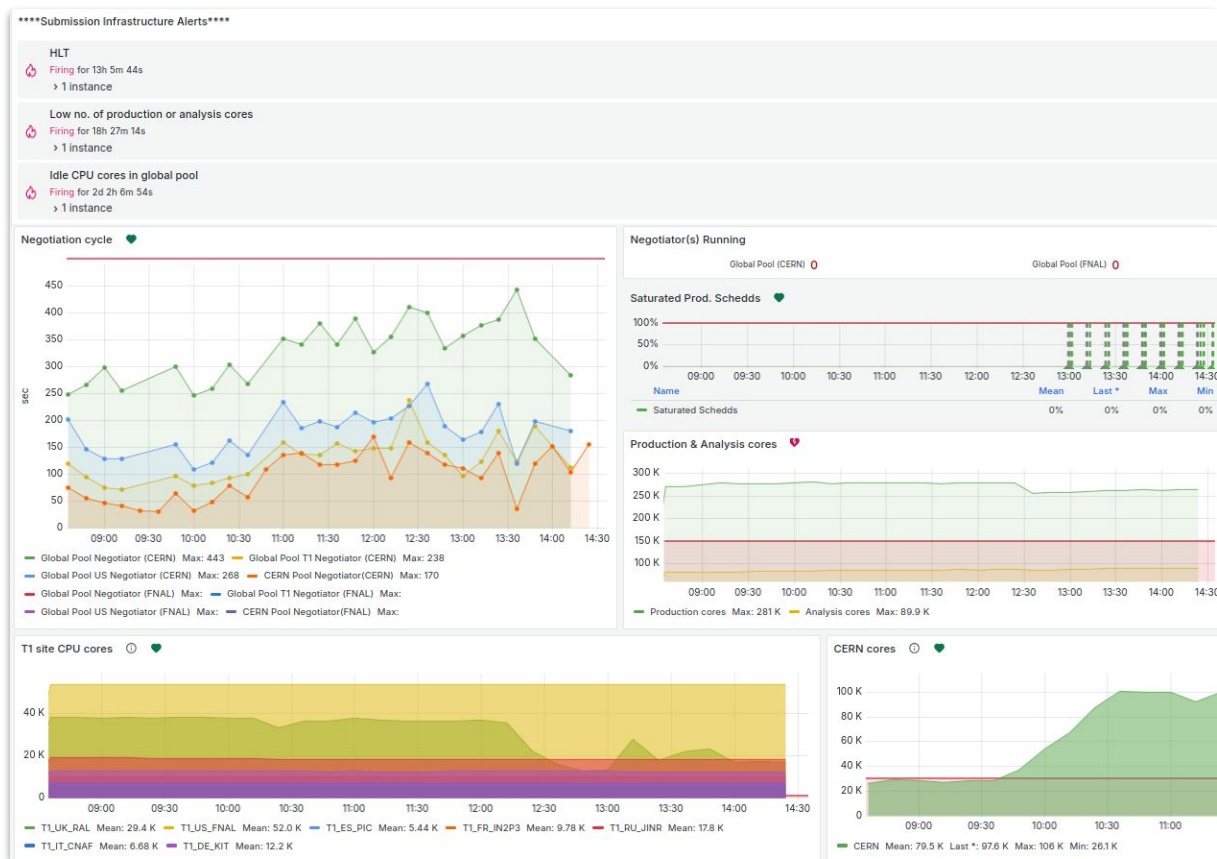 ****Submission Infrastructure Alerts****
HLT
Firing for 13h 5m 44s
› 1 instance
Low no. of production or analysis cores
Firing for 18h 27m 14s
› 1 instance
Idle CPU cores in global pool
Firing for 2d 2h 6m 54s
› 1 instance
Negotiation cycle
sec
450
400
350
300
250
200
150
100
50
0
09:00 09:30 10:00 10:30 11:00 11:30 12:00 12:30 13:00 13:30 14:00 14:30
Global Pool Negotiator (CERN) Max: 443 Global Pool T1 Negotiator (CERN) Max: 238
Global Pool US Negotiator (CERN) Max: 268 CERN Pool Negotiator(CERN) Max: 170
Global Pool Negotiator (FNAL) Max: Global Pool T1 Negotiator (FNAL) Max:
Global Pool US Negotiator (FNAL) Max: CERN Pool Negotiator(FNAL) Max:
Negotiator(s) Running
Global Pool (CERN) 0 Global Pool (FNAL) 0
Saturated Prod. Schedds
100%
50%
0%
09:00 09:30 10:00 10:30 11:00 11:30 12:00 12:30 13:00 13:30 14:00 14:30
Name Mean Last * Max Min
Saturated Schedds 0% 0% 0% 0%
Production & Analysis cores
300 K
250 K
200 K
150 K
100 K
09:00 09:30 10:00 10:30 11:00 11:30 12:00 12:30 13:00 13:30 14:00 14:30
Production cores Max: 281 K Analysis cores Max: 89.9 K
T1 site CPU cores
40 K
20 K
0
09:00 09:30 10:00 10:30 11:00 11:30 12:00 12:30 13:00 13:30 14:00 14:30
T1_UK_RAL Mean: 29.4 K T1_US_FNAL Mean: 52.0 K T1_ES_PIC Mean: 5.44 K T1_FR_IN2P3 Mean: 9.78 K T1_RU_JINR Mean: 17.8 K
T1_IT_CNAF Mean: 6.68 K T1_DE_KIT Mean: 12.2 K
CERN cores
100 K
80 K
60 K
40 K
20 K
0
09:00 09:30 10:00 10:30 11:00
CERN Mean: 79.5 K Last *: 97.6 K Max: 106 K Min: 26.1 K